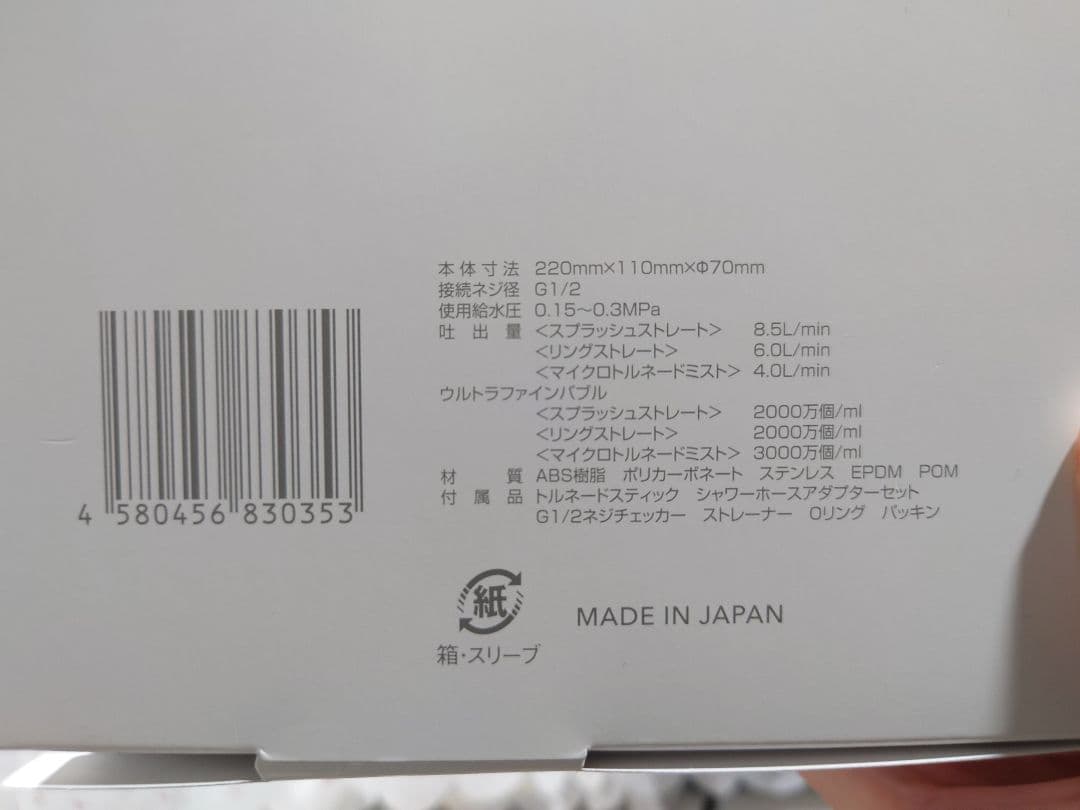 本体寸法 220mm×110mm×Φ70mm
接続ネジ径 G1/2
使用給水圧 0.15〜0.3MPa
吐出量 <スプラッシュストレート> 8.5L/min
<リングストレート> 6.0L/min
<マイクロトルネードミスト> 4.0L/min
ウルトラファインバブル
<スプラッシュストレート> 2000万個/ml
<リングストレート> 2000万個/ml
<マイクロトルネードミスト> 3000万個/ml
材質 ABS樹脂 ポリカーボネート ステンレス EPDM POM
付属品 トルネードスティック シャワーホースアダプターセット
G1/2ネジチェッカー ストレーナー Oリング パッキン
4 580456 830353
紙
箱・スリーブ
MADE IN JAPAN